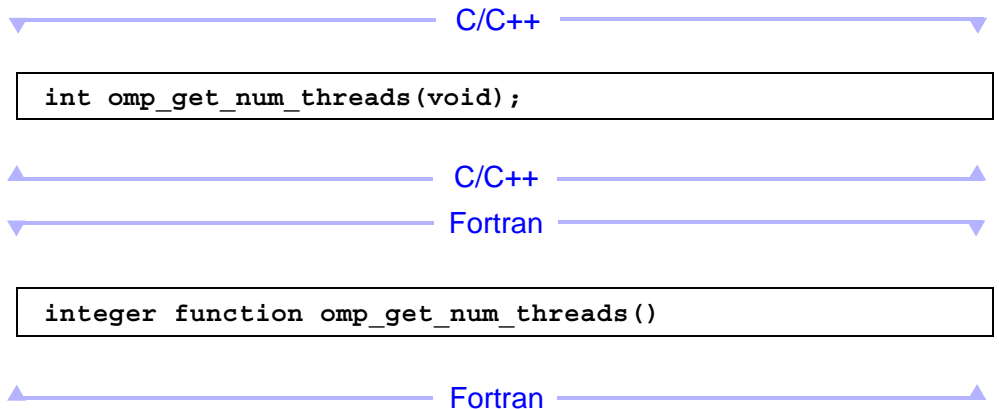 C/C++
int omp_get_num_threads(void);
C/C++
Fortran
integer function omp_get_num_threads()
Fortran